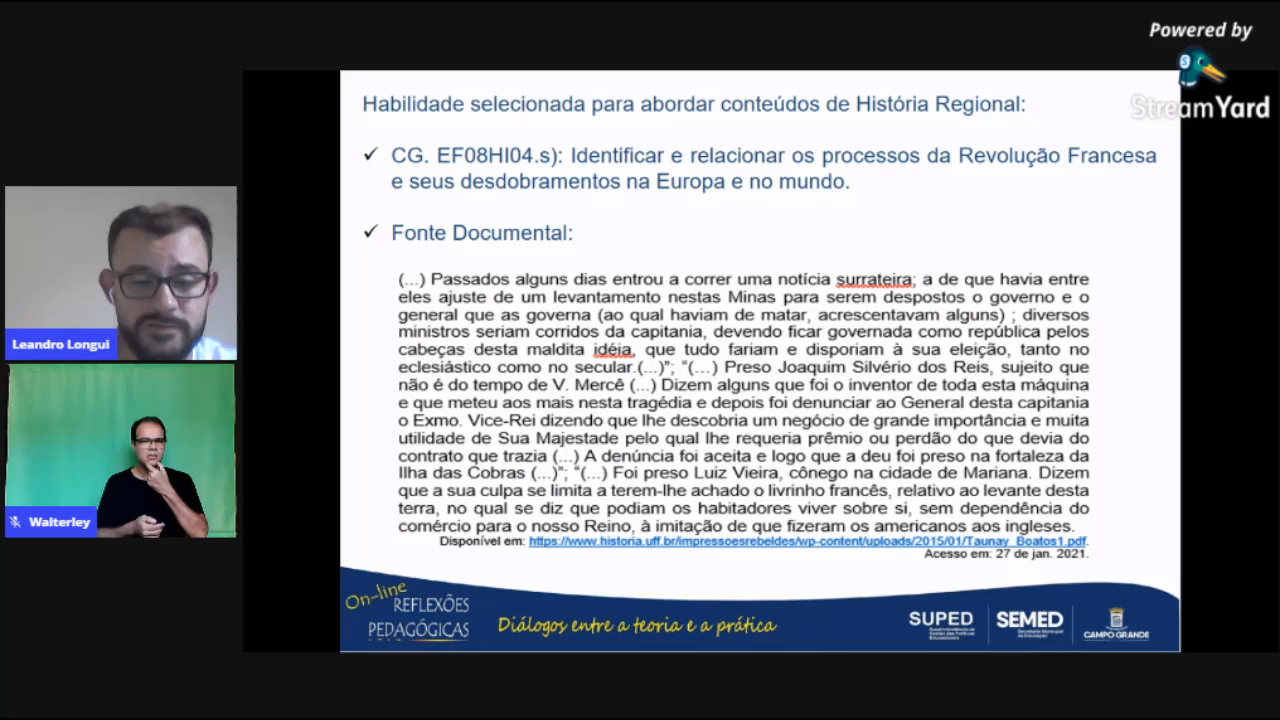 Powered by
StreamYard
Habilidade selecionada para abordar conteúdos de História Regional:
✓ CG. EF08HI04.s): Identificar e relacionar os processos da Revolução Francesa
e seus desdobramentos na Europa e no mundo.
✓ Fonte Documental:
(...) Passados alguns dias entrou a correr uma notícia surrateira; a de que havia entre
eles ajuste de um levantamento nestas Minas para serem despostos o governo e o
general que as governa (ao qual haviam de matar, acrescentavam alguns) ; diversos
ministros seriam corridos da capitania, devendo ficar governada como república pelos
cabeças desta maldita idéia, que tudo fariam e disporiam à sua eleição, tanto no
eclesiástico como no secular.(...)”; “(...) Preso Joaquim Silvério dos Reis, sujeito que
não é do tempo de V. Mercê (...) Dizem alguns que foi o inventor de toda esta máquina
e que meteu aos mais nesta tragédia e depois foi denunciar ao General desta capitania
o Exmo. Vice-Rei dizendo que lhe descobria um negócio de grande importância e muita
utilidade de Sua Majestade pelo qual lhe requeria prêmio ou perdão do que devia do
contrato que trazia (...) A denúncia foi aceita e logo que a deu foi preso na fortaleza da
Ilha das Cobras (...)”; “(...) Foi preso Luiz Vieira, cônego na cidade de Mariana. Dizem
que a sua culpa se limita a terem-lhe achado o livrinho francês, relativo ao levante desta
terra, no qual se diz que podiam os habitadores viver sobre si, sem dependência do
comércio para o nosso Reino, à imitação de que fizeram os americanos aos ingleses.
Disponível em: https://www.historia.uff.br/impressoesrebeldes/wp-content/uploads/2015/01/Taunay_Boatos1.pdf.
Acesso em: 27 de jan. 2021.
Leandro Longui
Walterley
On-line
REFLEXÕES
PEDAGÓGICAS
Diálogos entre a teoria e a prática
SUPED
SEMED
CAMPO GRANDE